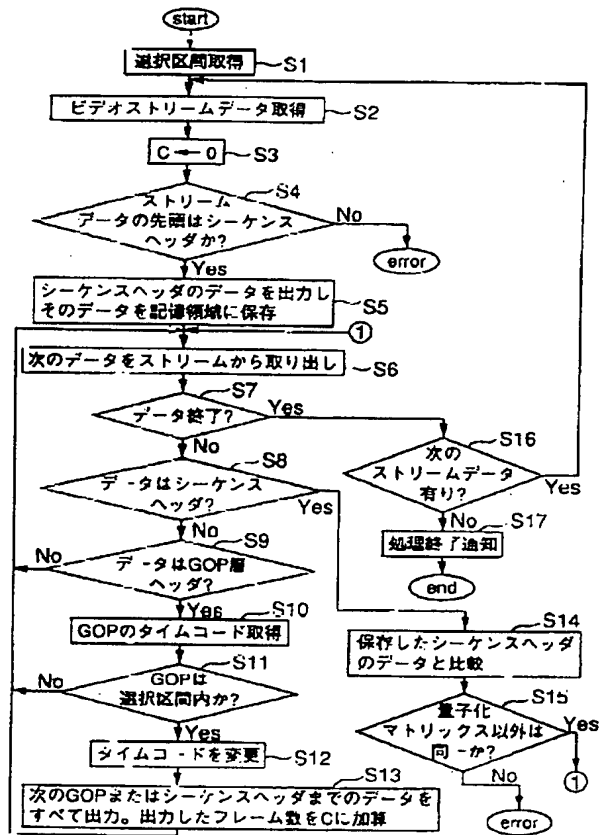 start
選択区間取得
S1
ビデオストリームデータ取得
S2
C ← 0
S3
S4
ストリーム
データの先頭はシーケンス
ヘッダか?
No
error
Yes
シーケンスヘッダのデータを出力し
そのデータを記憶領域に保存
S5
①
次のデータをストリームから取り出し
S6
S7
データ終了?
Yes
No
S16
次の
ストリームデータ
有り?
Yes
No
S17
処理終了通知
end
S8
データはシーケンス
ヘッダ?
Yes
No
S9
No
データはGOP層
ヘッダ?
Yes
S10
GOPのタイムコード取得
S11
No
GOPは
選択区間内か?
Yes
タイムコードを変更
S12
S13
次のGOPまたはシーケンスヘッダまでのデータを
すべて出力。出力したフレーム数をCに加算
S14
保存したシーケンスヘッダ
のデータと比較
S15
量子化
マトリックス以外は
同一か?
Yes
①
No
error